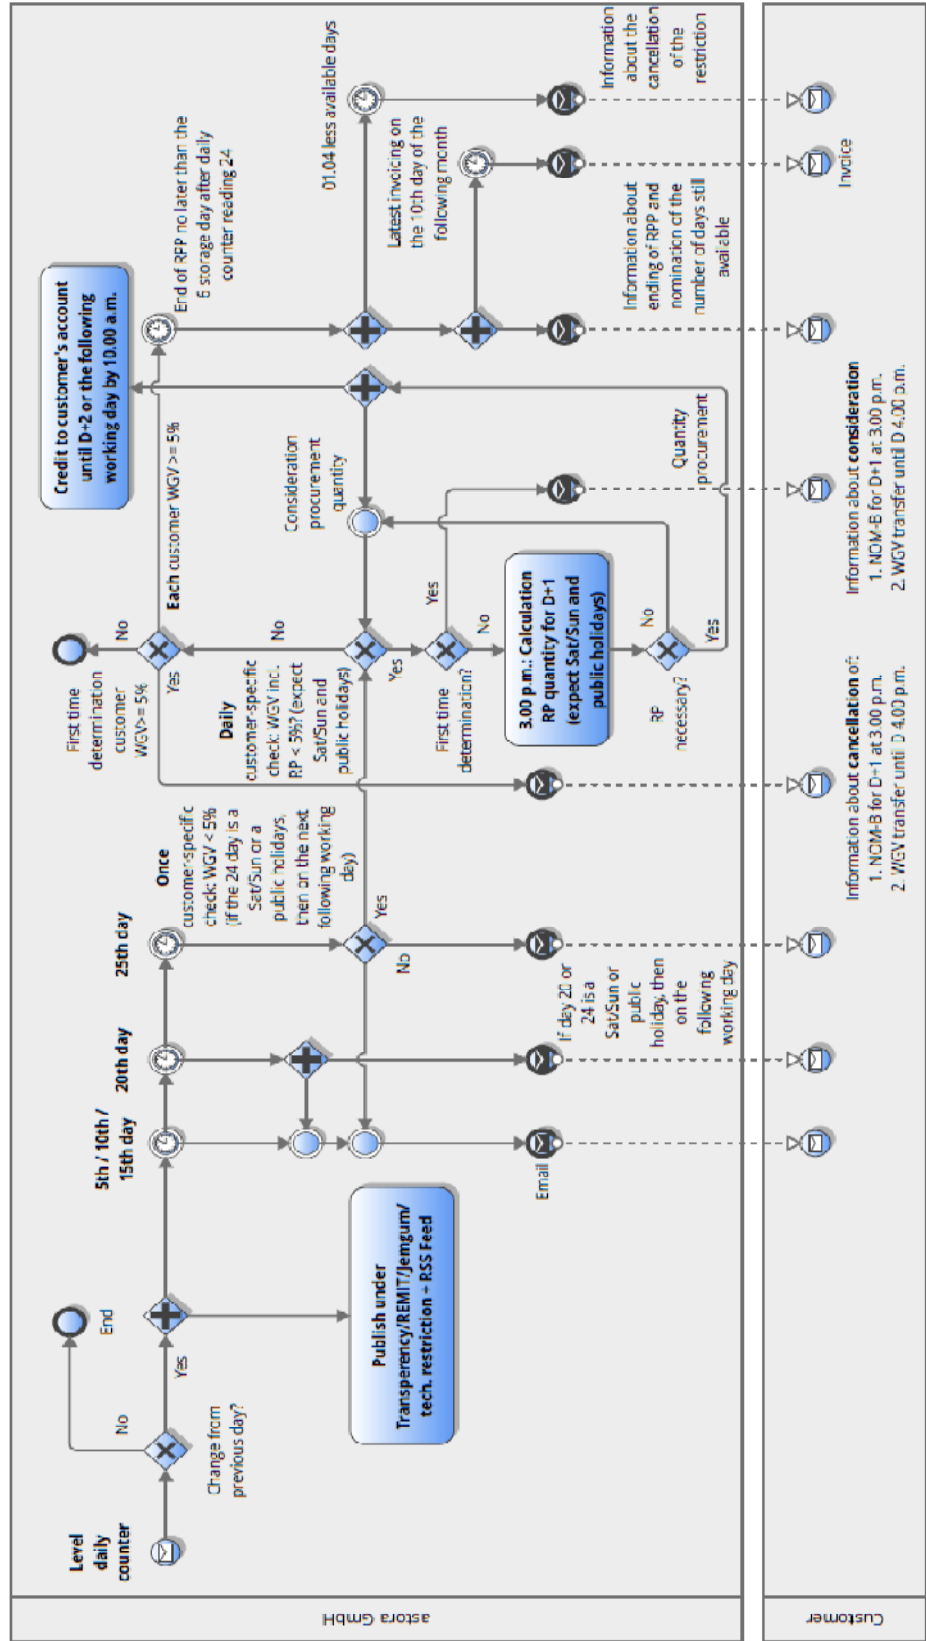 astora GmbH
Level
daily
counter
Change from
previous day?
No
Yes
End
Publish under
Transperency/REMIT/Jemgum/
tech. restriction + RSS Feed
5th / 10th /
15th day
20th day
25th day
Once
customer-specific
check: WGV < 5%
(if the 24 day is a
Sat/Sun or a
public holidays,
then on the next
following working
day)
Yes
No
Email
If day 20 or
24 is a
Sat/Sun or
public
holiday, then
on the
following
working day
First time
determination
customer
WGV>= 5%
No
Yes
Each customer WGV >= 5%
Daily
customer-specific
check: WGV incl.
RP < 5%? (expect
Sat/Sun and
public holidays)
No
Yes
First time
determination?
Yes
No
3.00 p.m.: Calculation
RP quantity for D+1
(expect Sat/Sun and
public holidays)
RP
necessary?
No
Yes
Consideration
procurement
quantity
Quantity
procurement
Credit to customer's account
until D+2 or the following
working day by 10.00 a.m.
End of RPP no later than the
6 storage day after daily
counter reading 24
01.04 less available days
Latest invoicing on
the 10th day of the
following month
Information about
ending of RPP and
nomination of the
number of days still
available
Information
about the
cancellation
of the
restriction
Customer
Information about cancellation of:
1. NOM-B for D+1 at 3.00 p.m.
2. WGV transfer until D 4.00 p.m.
Information about consideration
1. NOM-B for D+1 at 3.00 p.m.
2. WGV transfer until D 4.00 p.m.
Invoice